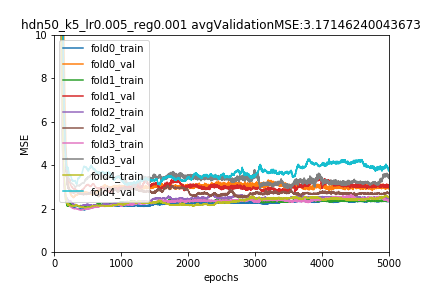 hdn50_k5_lr0.005_reg0.001 avgValidationMSE:3.17146240043673
10
8
6
4
2
0
MSE
fold0_train
fold0_val
fold1_train
fold1_val
fold2_train
fold2_val
fold3_train
fold3_val
fold4_train
fold4_val
0 1000 2000 3000 4000 5000
epochs